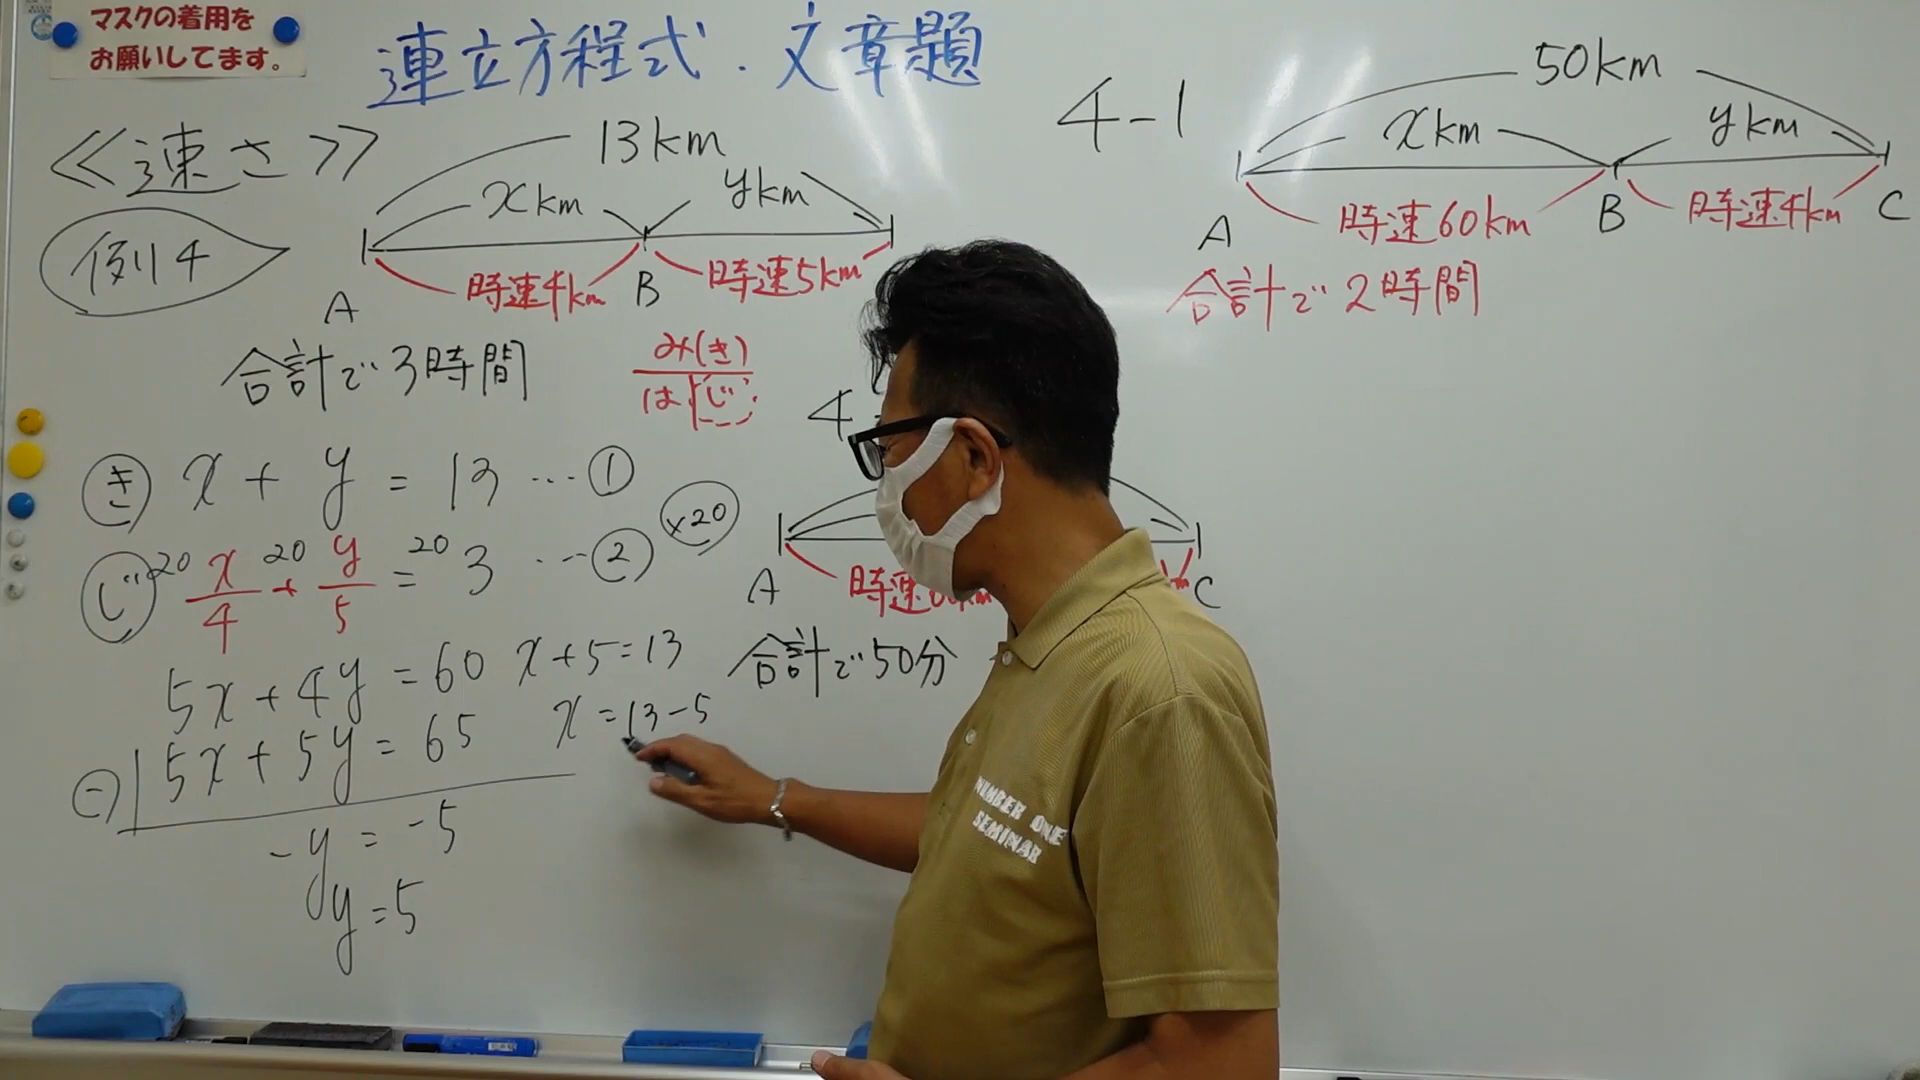 マスクの着用を
お願いしてます。
連立方程式・文章題
《速さ》
例4
13km
xkm
ykm
時速4km
時速5km
A
B
合計で3時間
み(き)
は じ
き x + y = 13 … ①
じ 20 x/4 + 20 y/5 = 20 3 … ② ×20
5x + 4y = 60
⊖ 5x + 5y = 65
-y = -5
y = 5
x + 5 = 13
x = 13 - 5
4-1
50km
xkm
ykm
時速60km
時速4km
A
B
C
合計で2時間
A
C
合計で50分
NUMBER ONE
SEMINAR